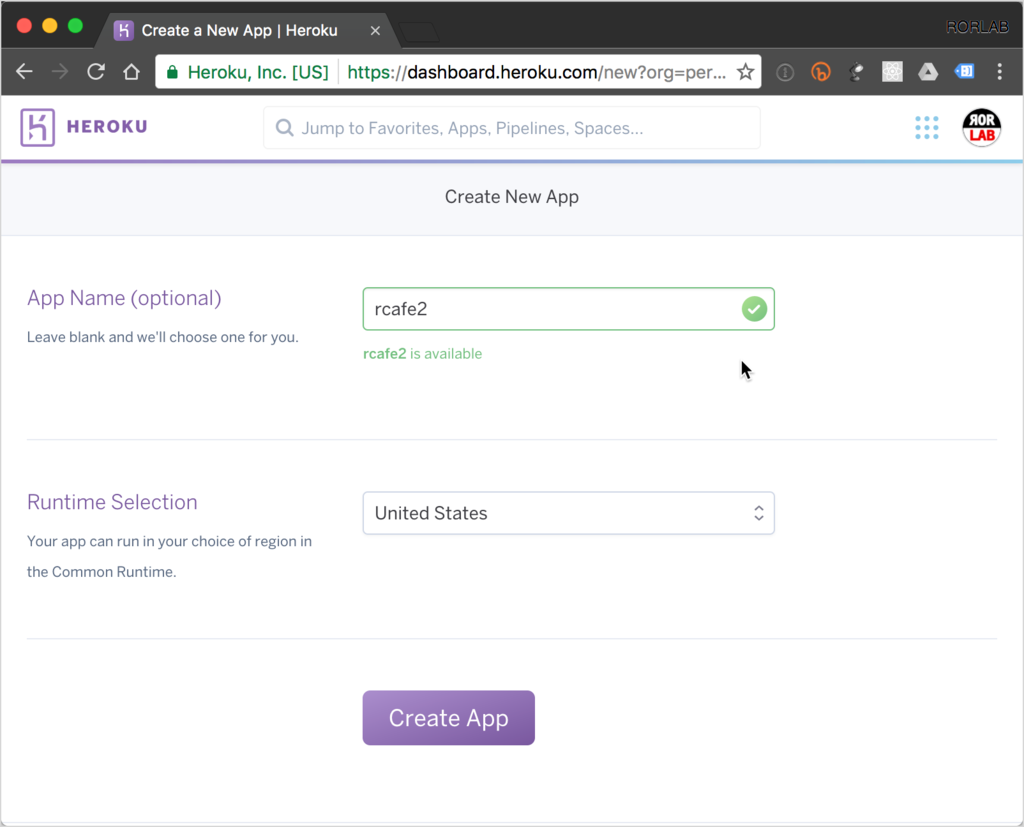 Create a New App | Heroku
RORLAB
Heroku, Inc. [US] https://dashboard.heroku.com/new?org=per...
HEROKU
Jump to Favorites, Apps, Pipelines, Spaces...
ROR
LAB
Create New App
App Name (optional)
rcafe2
Leave blank and we'll choose one for you.
rcafe2 is available
Runtime Selection
United States
Your app can run in your choice of region in
the Common Runtime.
Create App